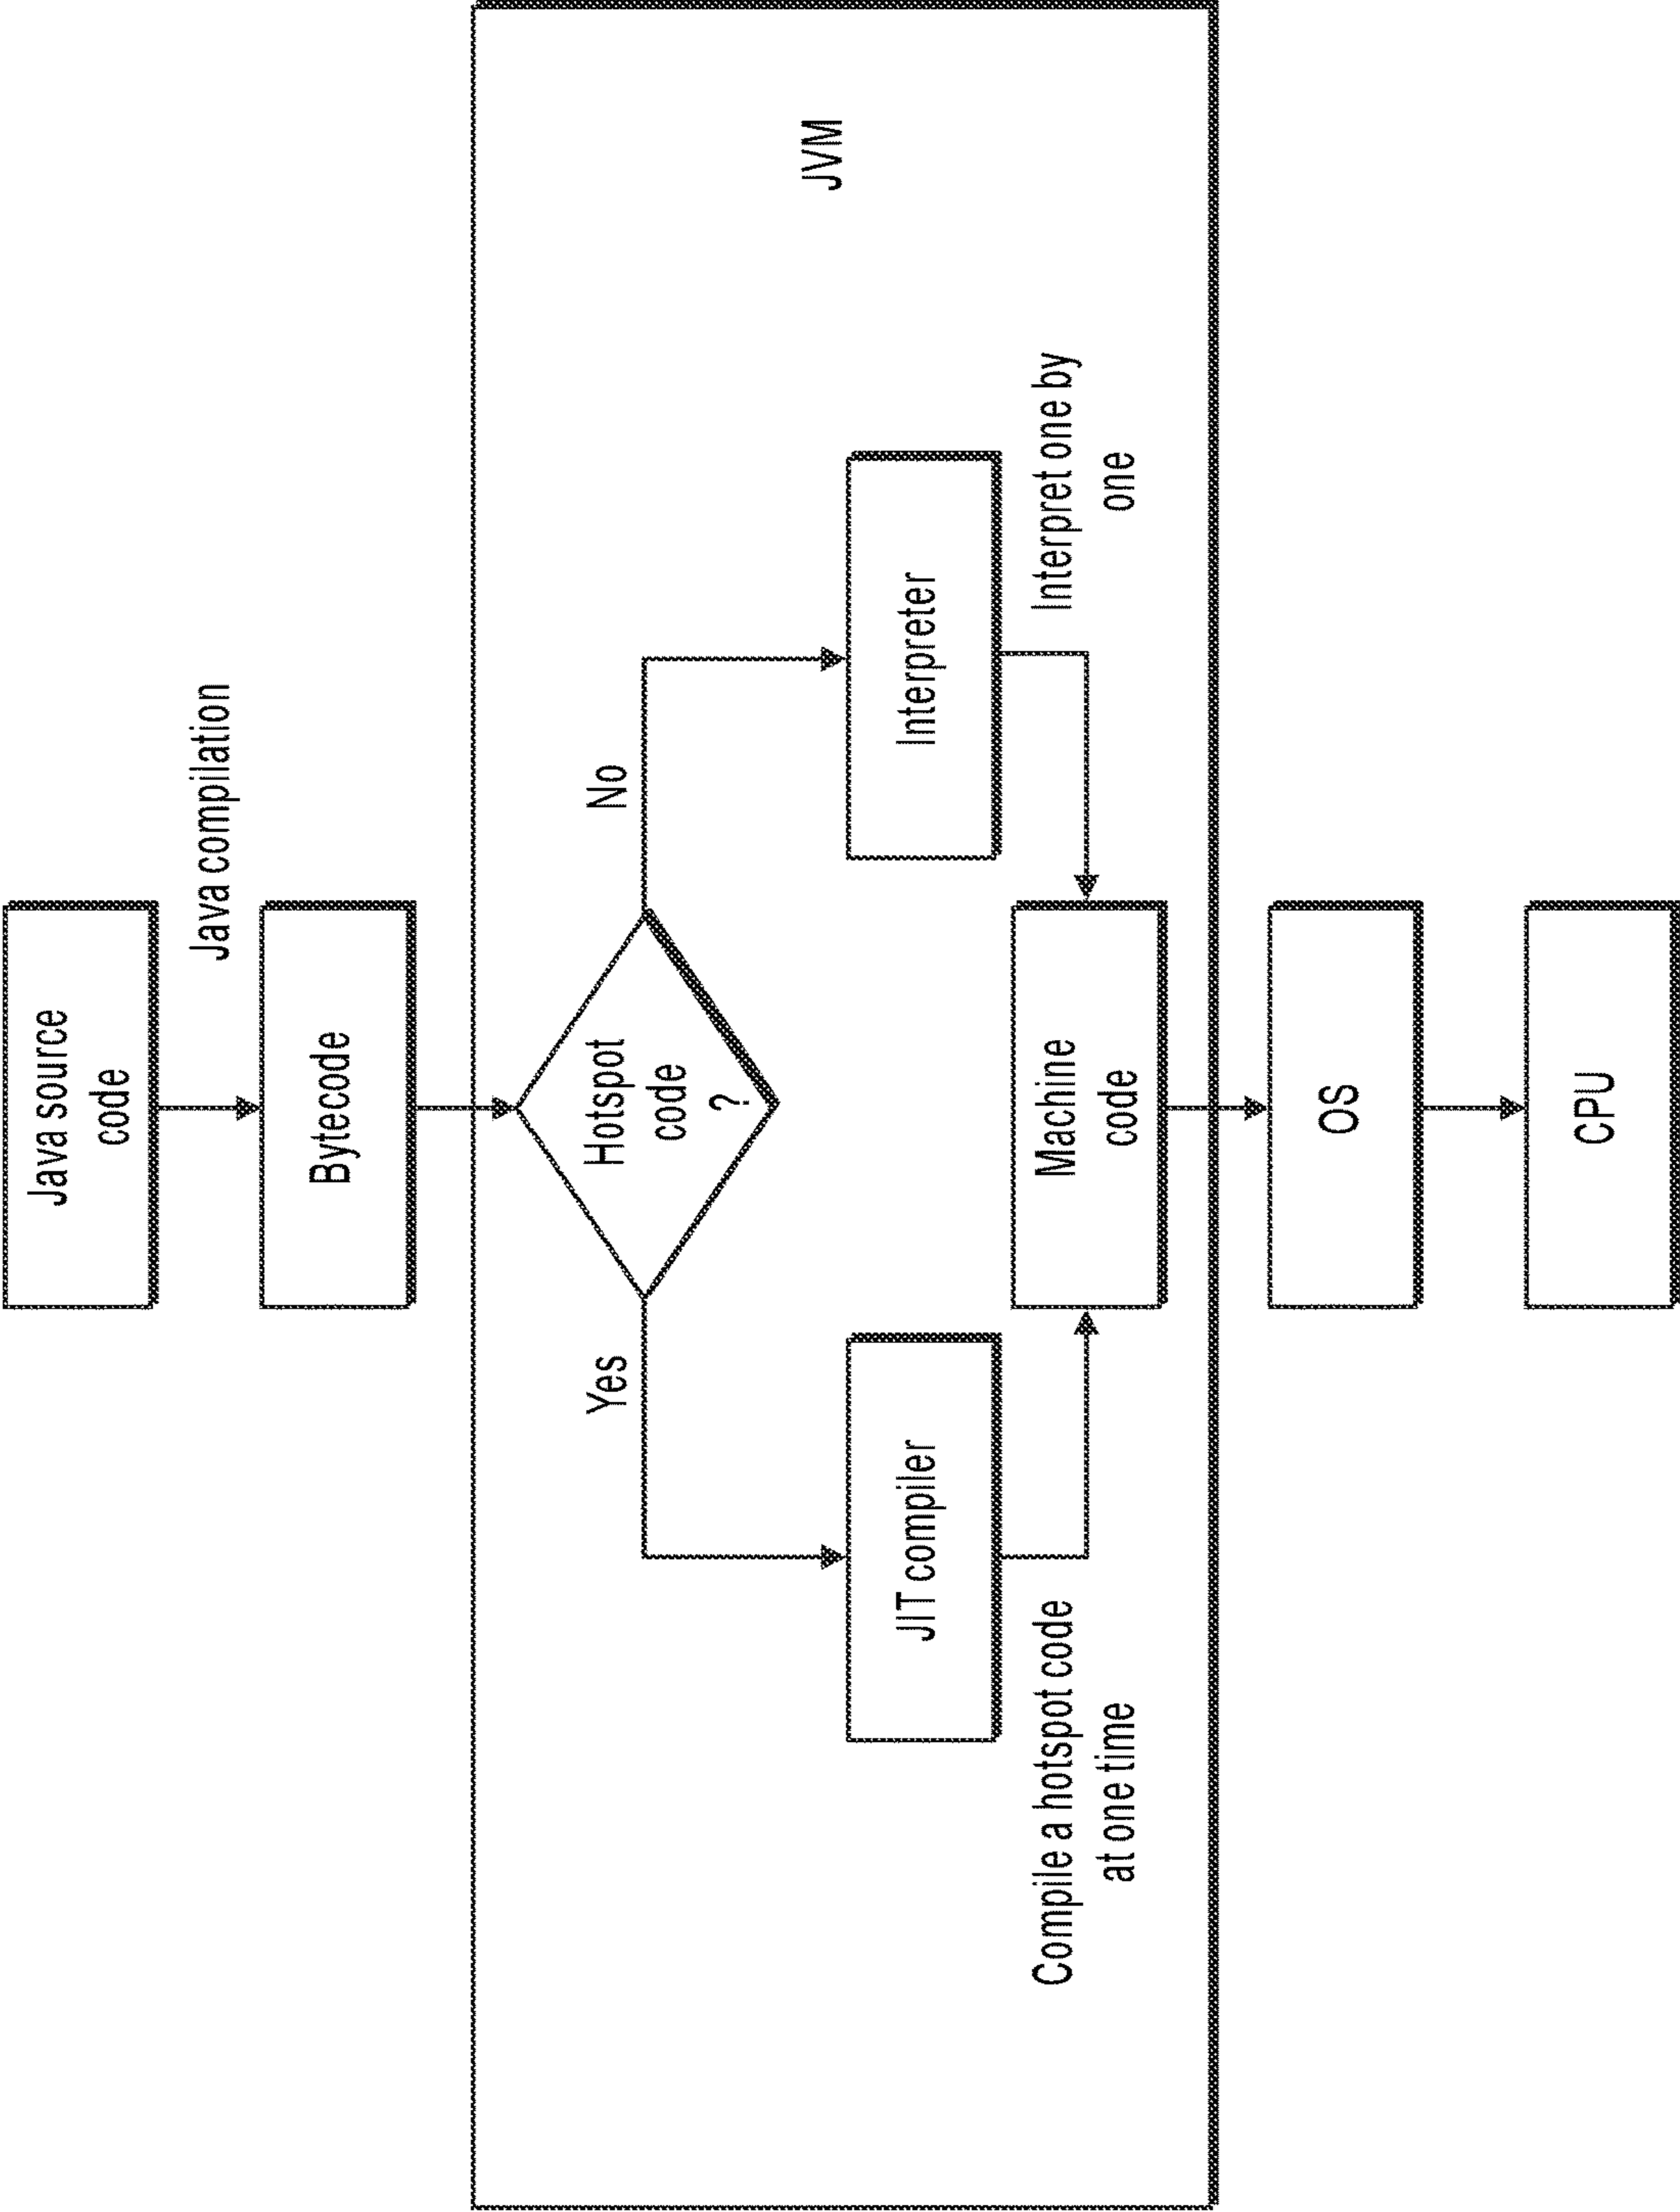 Java source
code
Java compilation
Bytecode
Hotspot
code
?
Yes
No
JVM
JIT compiler
Interpreter
Compile a hotspot code
at one time
Machine
code
Interpret one by
one
OS
CPU